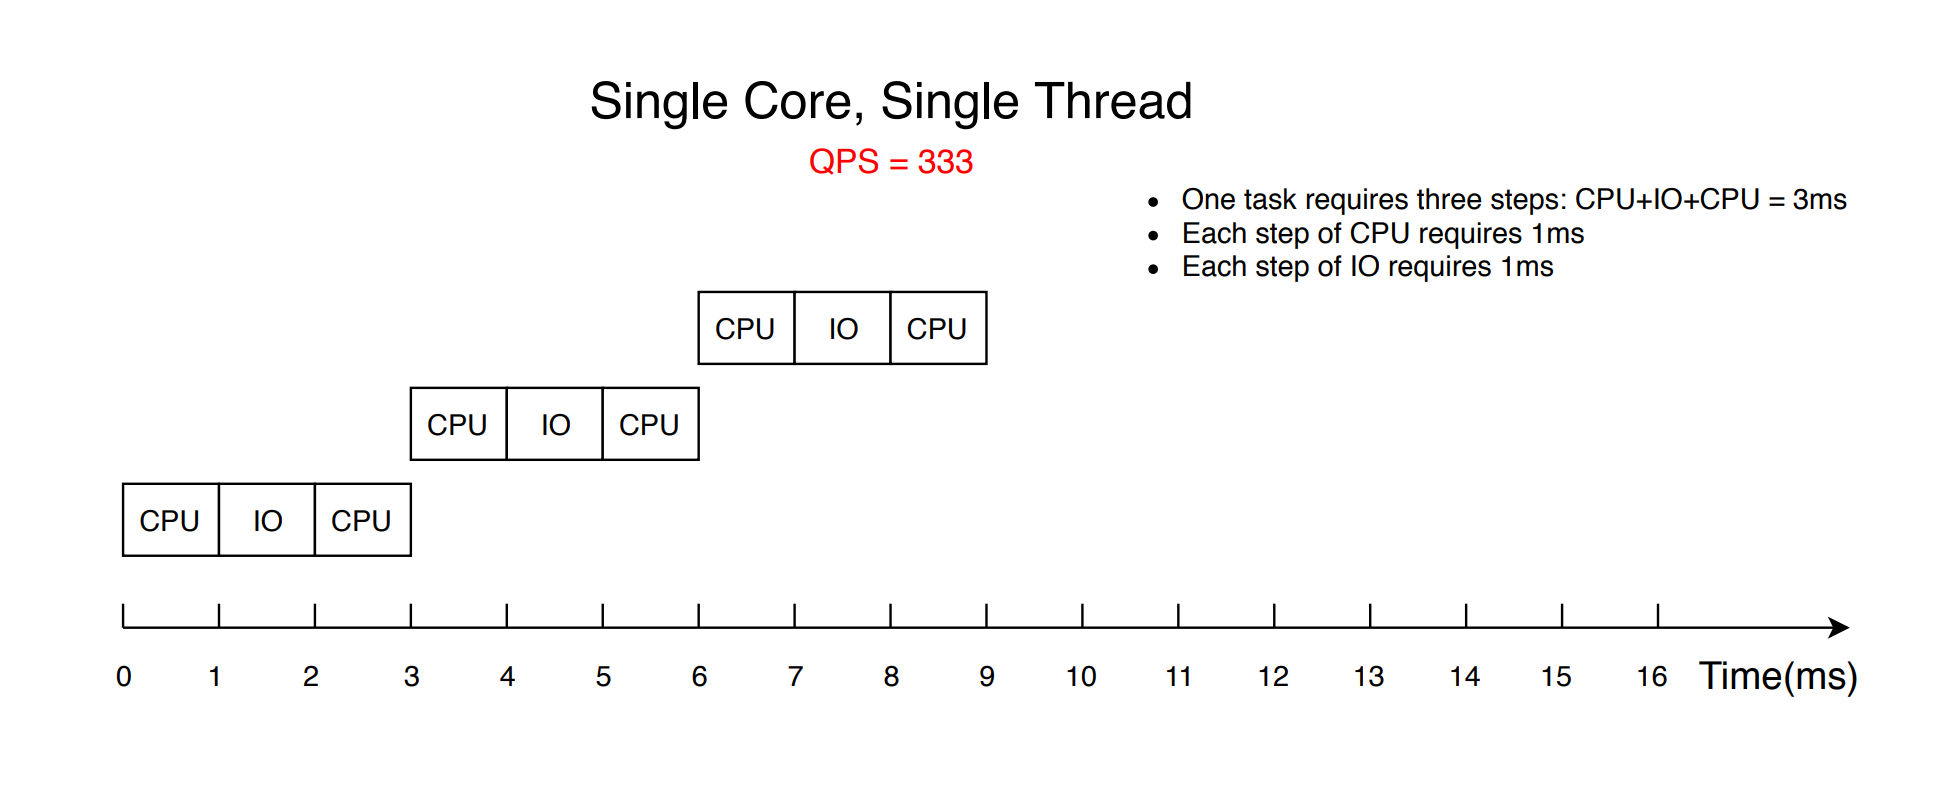 Single Core, Single Thread
QPS = 333
• One task requires three steps: CPU+IO+CPU = 3ms
• Each step of CPU requires 1ms
• Each step of IO requires 1ms
CPU IO CPU
CPU IO CPU
CPU IO CPU
0 1 2 3 4 5 6 7 8 9 10 11 12 13 14 15 16 Time(ms)